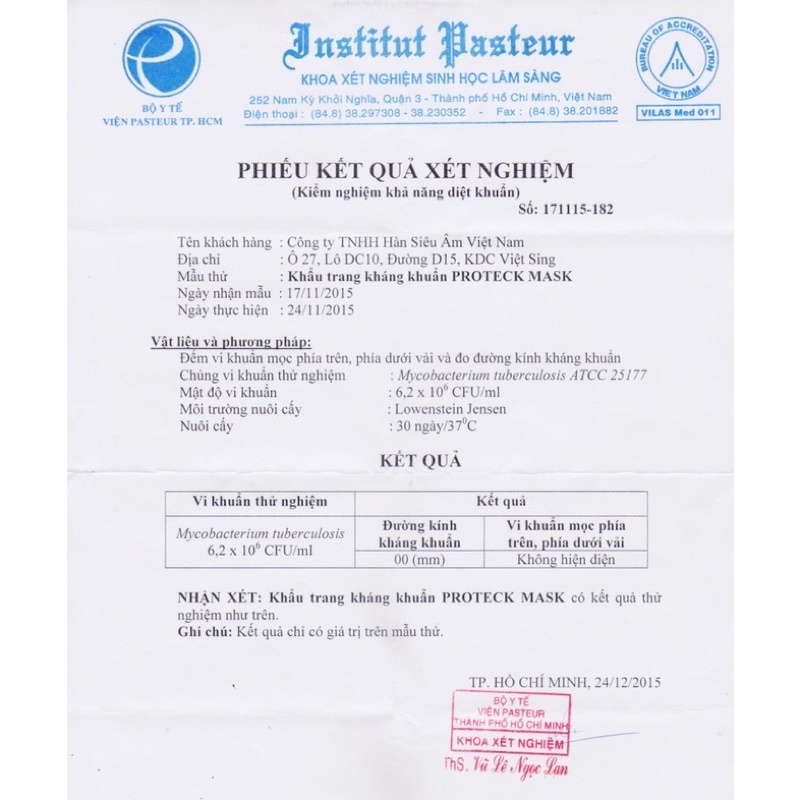 Institut Pasteur
KHOA XÉT NGHIỆM SINH HỌC LÂM SÀNG
252 Nam Kỳ Khởi Nghĩa, Quận 3 - Thành phố Hồ Chí Minh, Việt Nam
Điện thoại : (84.8) 38.297308 - 38.230352 - Fax : (84.8) 38.201882
BỘ Y TẾ
VIỆN PASTEUR TP. HCM
BUREAU OF ACCREDITATION
VIET NAM
VILAS Med 011
PHIẾU KẾT QUẢ XÉT NGHIỆM
(Kiểm nghiệm khả năng diệt khuẩn)
Số: 171115-182
Tên khách hàng : Công ty TNHH Hàn Siêu Âm Việt Nam
Địa chỉ : Ô 27, Lô DC10, Đường D15, KDC Việt Sing
Mẫu thử : Khẩu trang kháng khuẩn PROTECK MASK
Ngày nhận mẫu : 17/11/2015
Ngày thực hiện : 24/11/2015
Vật liệu và phương pháp:
Đếm vi khuẩn mọc phía trên, phía dưới vải và đo đường kính kháng khuẩn
Chủng vi khuẩn thử nghiệm : Mycobacterium tuberculosis ATCC 25177
Mật độ vi khuẩn : 6,2 x 10⁶ CFU/ml
Môi trường nuôi cấy : Lowenstein Jensen
Nuôi cấy : 30 ngày/37⁰C
KẾT QUẢ
Vi khuẩn thử nghiệm Kết quả
Mycobacterium tuberculosis
6,2 x 10⁶ CFU/ml
Đường kính
kháng khuẩn
Vi khuẩn mọc phía
trên, phía dưới vải
00 (mm) Không hiện diện
NHẬN XÉT: Khẩu trang kháng khuẩn PROTECK MASK có kết quả thử
nghiệm như trên.
Ghi chú: Kết quả chỉ có giá trị trên mẫu thử.
TP. HỒ CHÍ MINH, 24/12/2015
BỘ Y TẾ
VIỆN PASTEUR
THÀNH PHỐ HỒ CHÍ MINH
KHOA XÉT NGHIỆM
ThS. Vũ Lê Ngọc Lan